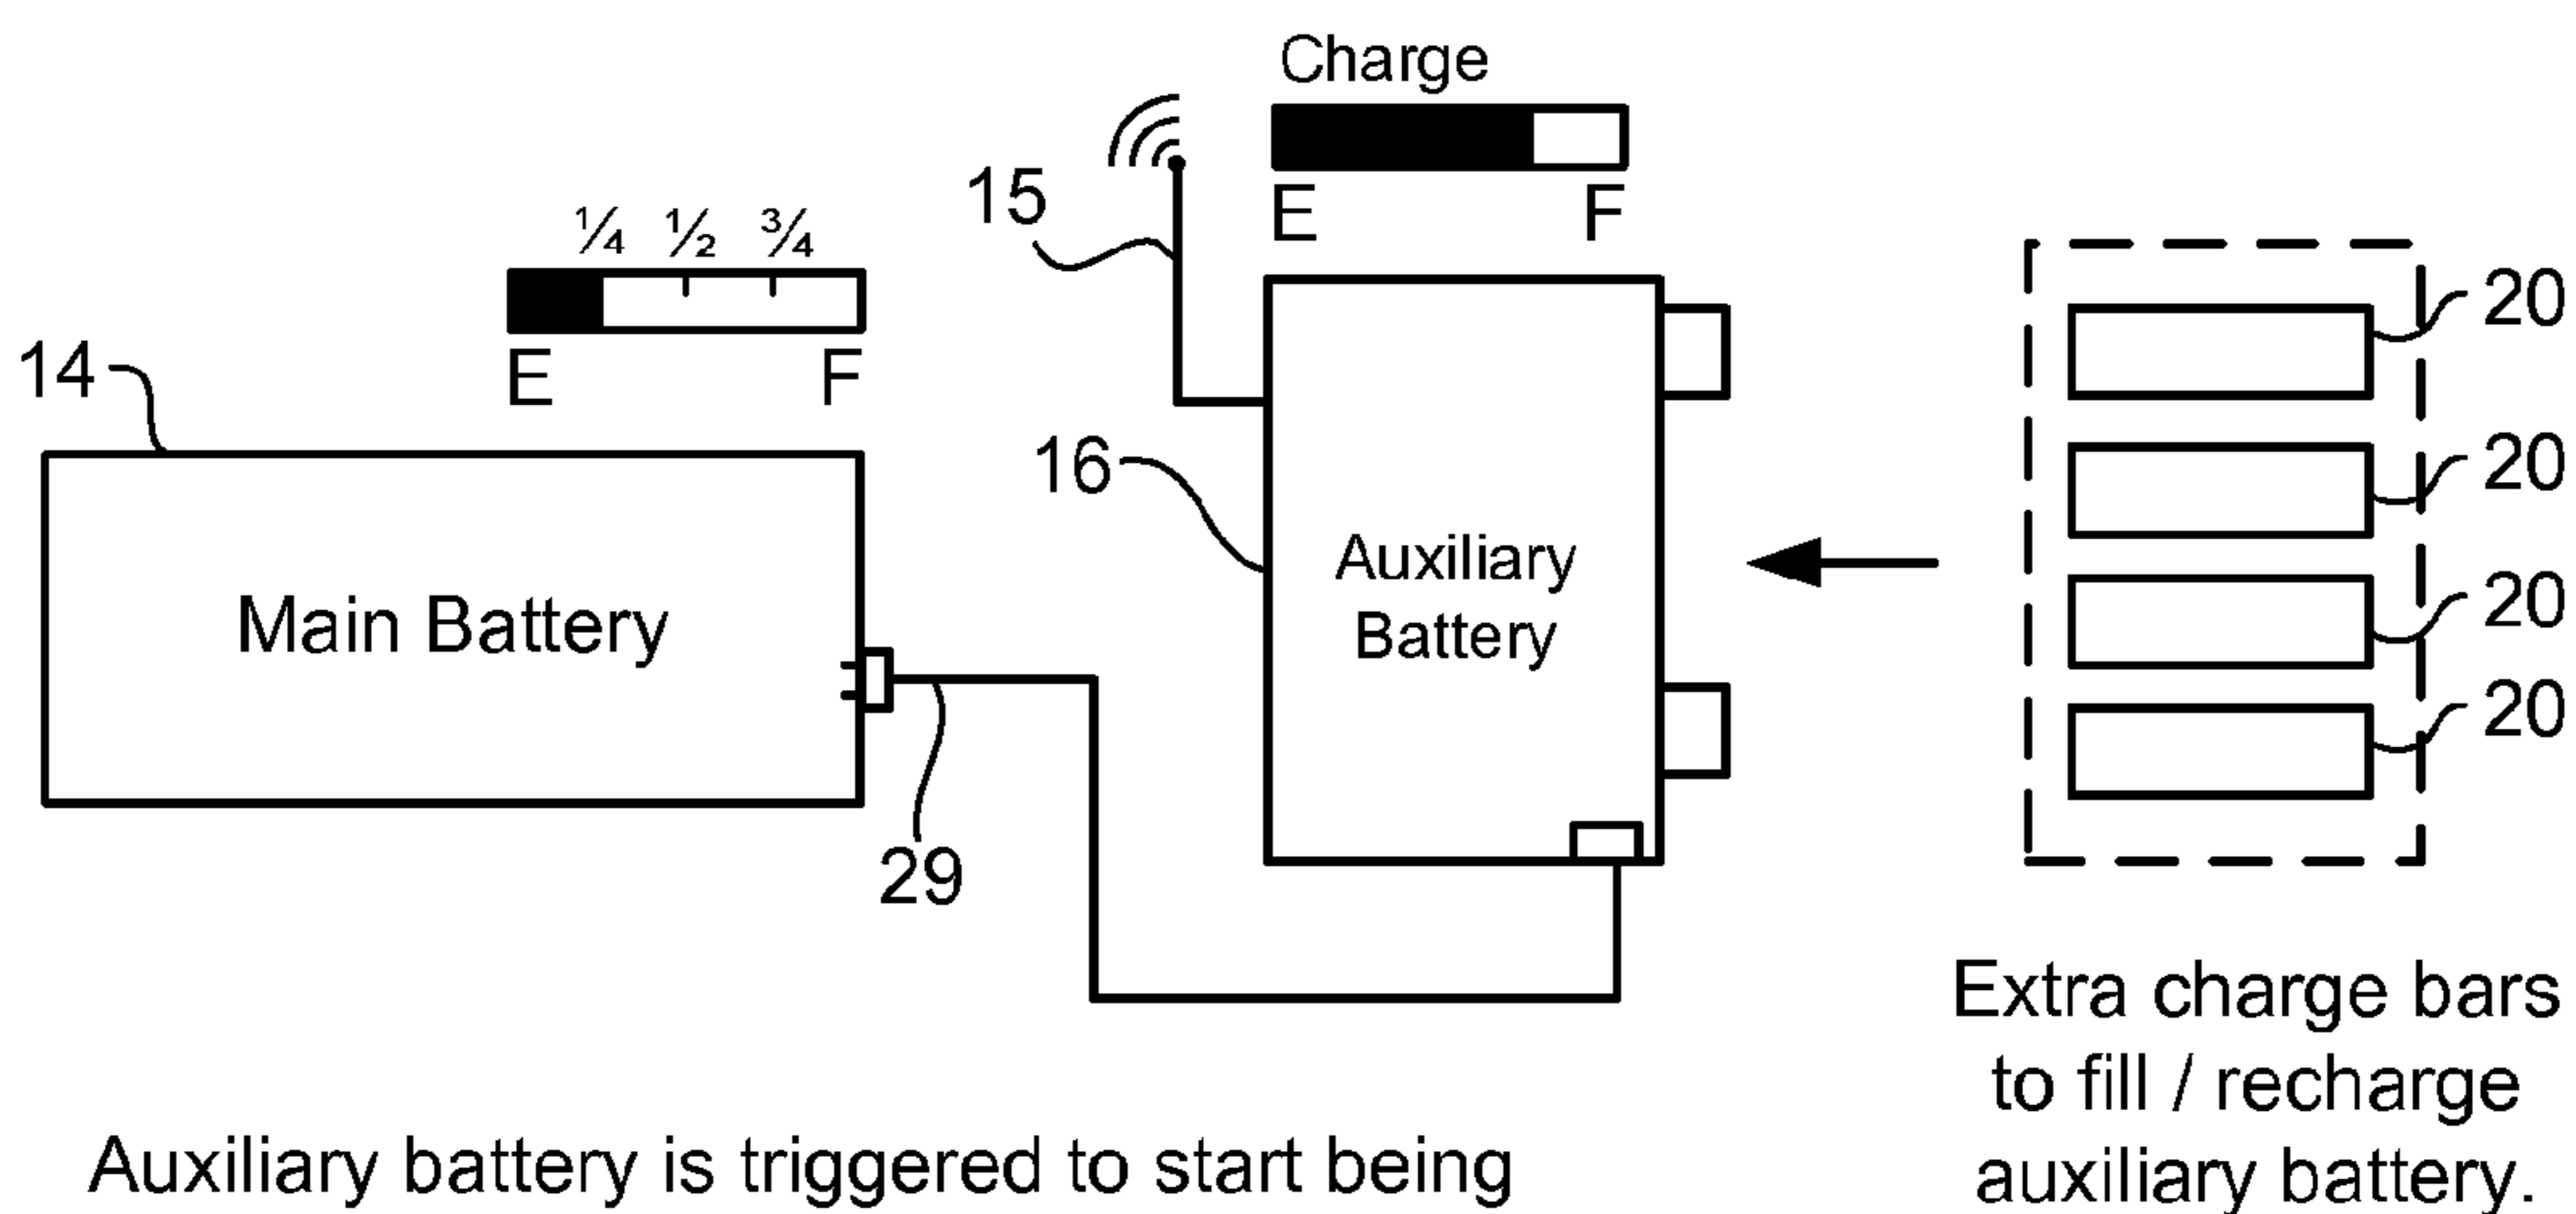 Charge
E F
15
¼ ½ ¾
E F
14
16
Main Battery
Auxiliary
Battery
29
20
20
20
20
Extra charge bars
to fill / recharge
auxiliary battery.
Auxiliary battery is triggered to start being